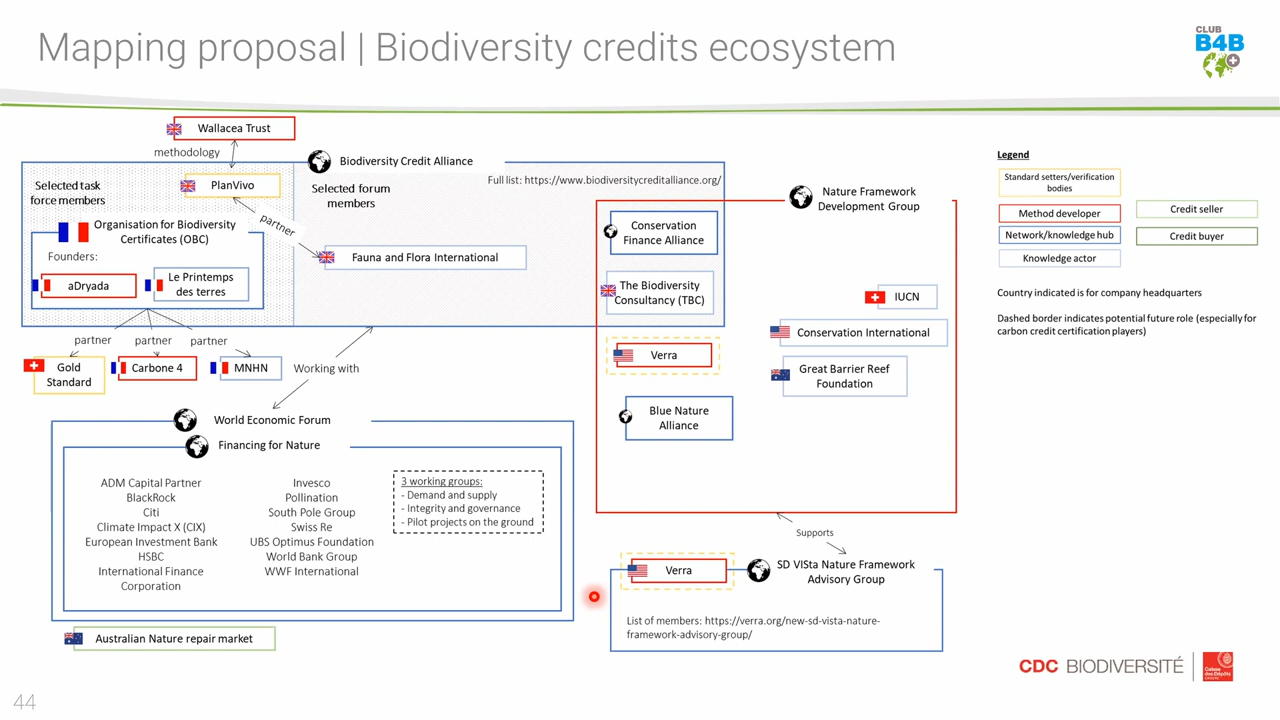 Mapping proposal | Biodiversity credits ecosystem
CLUB
B4B
+
Wallacea Trust
methodology
Biodiversity Credit Alliance
Selected task
force members
PlanVivo
Selected forum
members
Full list: https://www.biodiversitycreditalliance.org/
partner
Organisation for Biodiversity
Certificates (OBC)
Founders:
aDryada
Le Printemps
des terres
Fauna and Flora International
partner
partner
partner
Gold
Standard
Carbone 4
MNHN
Working with
World Economic Forum
Financing for Nature
ADM Capital Partner
BlackRock
Citi
Climate Impact X (CIX)
European Investment Bank
HSBC
International Finance
Corporation
Invesco
Pollination
South Pole Group
Swiss Re
UBS Optimus Foundation
World Bank Group
WWF International
3 working groups:
- Demand and supply
- Integrity and governance
- Pilot projects on the ground
Australian Nature repair market
Nature Framework
Development Group
Conservation
Finance Alliance
The Biodiversity
Consultancy (TBC)
IUCN
Conservation International
Verra
Great Barrier Reef
Foundation
Blue Nature
Alliance
Supports
Verra
SD VISta Nature Framework
Advisory Group
List of members: https://verra.org/new-sd-vista-nature-
framework-advisory-group/
Legend
Standard setters/verification
bodies
Method developer
Network/knowledge hub
Knowledge actor
Credit seller
Credit buyer
Country indicated is for company headquarters
Dashed border indicates potential future role (especially for
carbon credit certification players)
CDC BIODIVERSITÉ
Caisse
des Dépôts
44